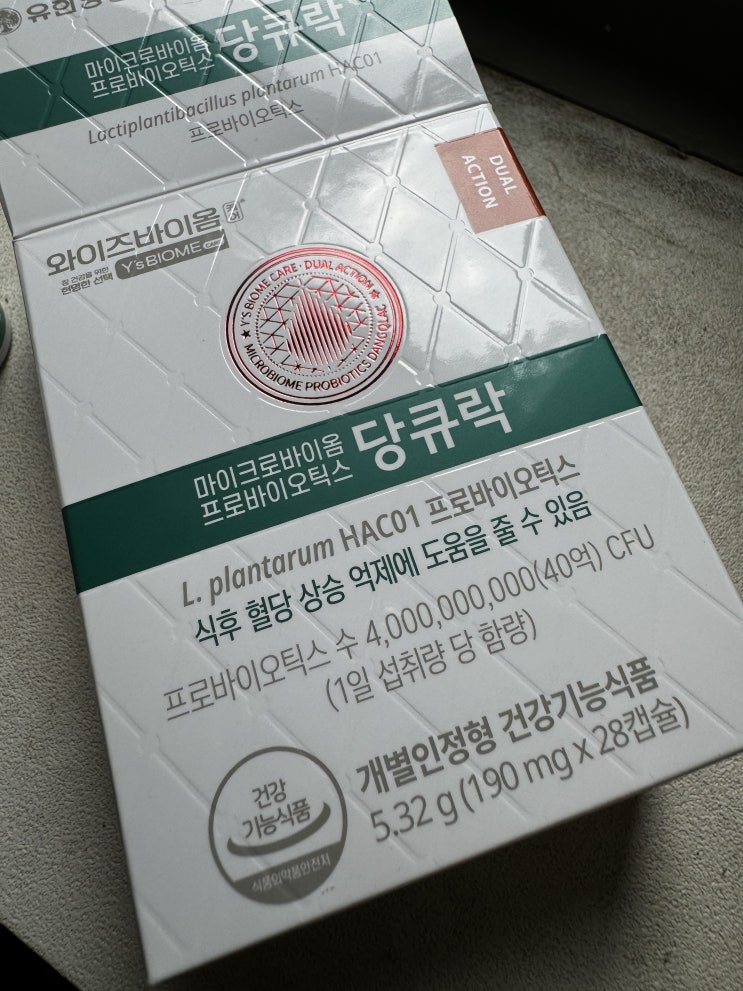 유한
마이크로바이옴
프로바이오틱스
당큐락
Lactiplantibacillus plantarum HAC01
프로바이오틱스
DUAL
ACTION
와이즈바이옴
장 건강을 위한
현명한 선택
Y'sBIOME
Y'S BIOME CARE · DUAL ACTION
MICROBIOME PROBIOTICS DANGQLAC
마이크로바이옴
프로바이오틱스
당큐락
L. plantarum HAC01 프로바이오틱스
식후 혈당 상승 억제에 도움을 줄 수 있음
프로바이오틱스 수 4,000,000,000(40억) CFU
(1일 섭취량 당 함량)
개별인정형 건강기능식품
5.32 g (190 mg x 28캡슐)
건강
기능식품
식품의약품안전처